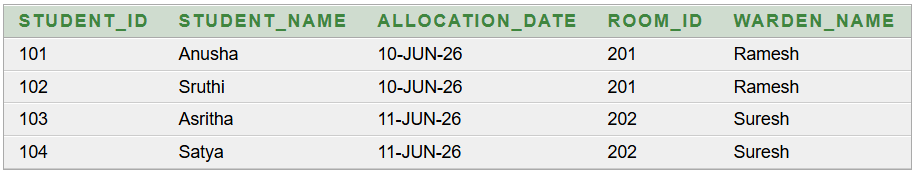 STUDENT_ID STUDENT_NAME ALLOCATION_DATE ROOM_ID WARDEN_NAME
101 Anusha 10-JUN-26 201 Ramesh
102 Sruthi 10-JUN-26 201 Ramesh
103 Asritha 11-JUN-26 202 Suresh
104 Satya 11-JUN-26 202 Suresh